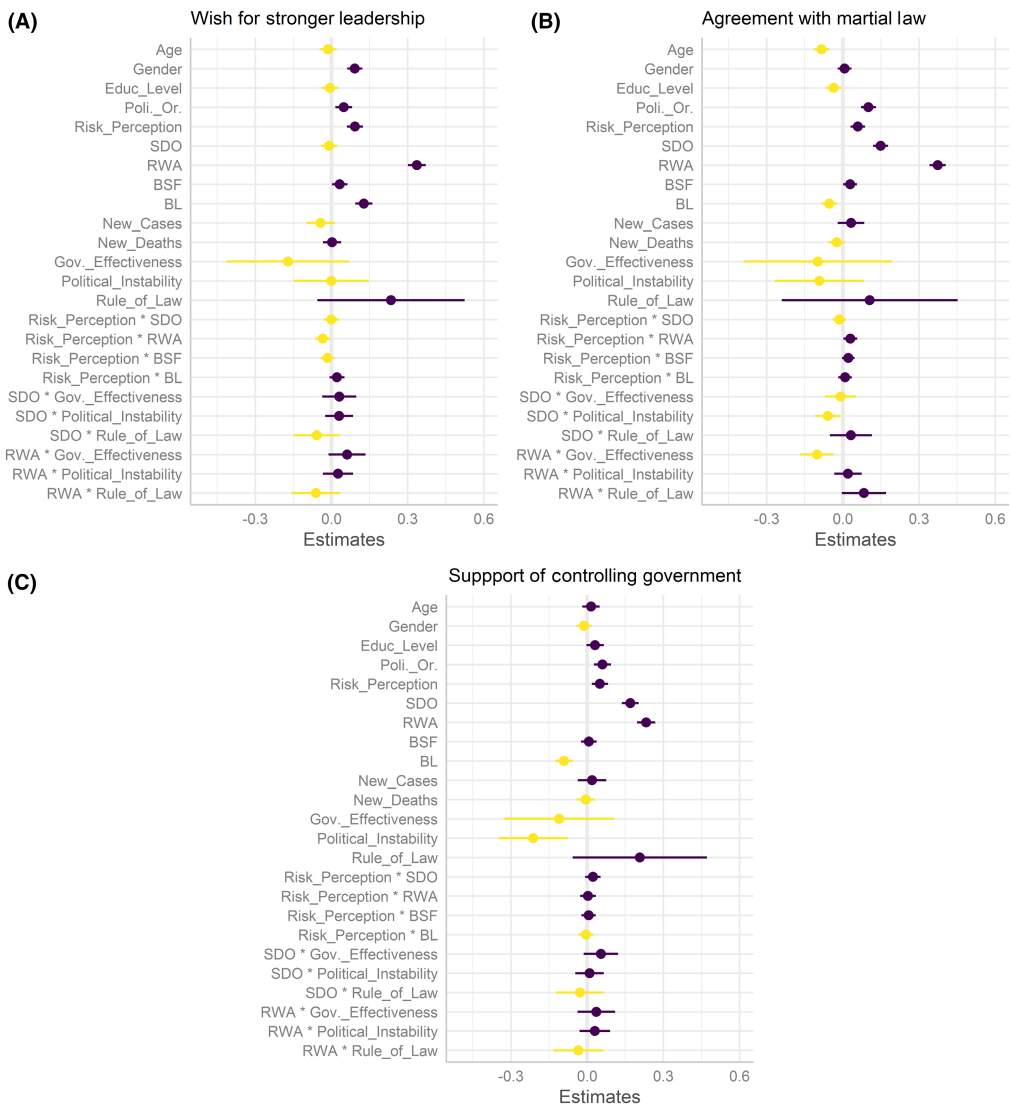 (A) Wish for stronger leadership
Age
Gender
Educ_Level
Poli._Or.
Risk_Perception
SDO
RWA
BSF
BL
New_Cases
New_Deaths
Gov._Effectiveness
Political_Instability
Rule_of_Law
Risk_Perception * SDO
Risk_Perception * RWA
Risk_Perception * BSF
Risk_Perception * BL
SDO * Gov._Effectiveness
SDO * Political_Instability
SDO * Rule_of_Law
RWA * Gov._Effectiveness
RWA * Political_Instability
RWA * Rule_of_Law
-0.3 0.0 0.3 0.6
Estimates
(B) Agreement with martial law
Age
Gender
Educ_Level
Poli._Or.
Risk_Perception
SDO
RWA
BSF
BL
New_Cases
New_Deaths
Gov._Effectiveness
Political_Instability
Rule_of_Law
Risk_Perception * SDO
Risk_Perception * RWA
Risk_Perception * BSF
Risk_Perception * BL
SDO * Gov._Effectiveness
SDO * Political_Instability
SDO * Rule_of_Law
RWA * Gov._Effectiveness
RWA * Political_Instability
RWA * Rule_of_Law
-0.3 0.0 0.3 0.6
Estimates
(C) Suppport of controlling government
Age
Gender
Educ_Level
Poli._Or.
Risk_Perception
SDO
RWA
BSF
BL
New_Cases
New_Deaths
Gov._Effectiveness
Political_Instability
Rule_of_Law
Risk_Perception * SDO
Risk_Perception * RWA
Risk_Perception * BSF
Risk_Perception * BL
SDO * Gov._Effectiveness
SDO * Political_Instability
SDO * Rule_of_Law
RWA * Gov._Effectiveness
RWA * Political_Instability
RWA * Rule_of_Law
-0.3 0.0 0.3 0.6
Estimates